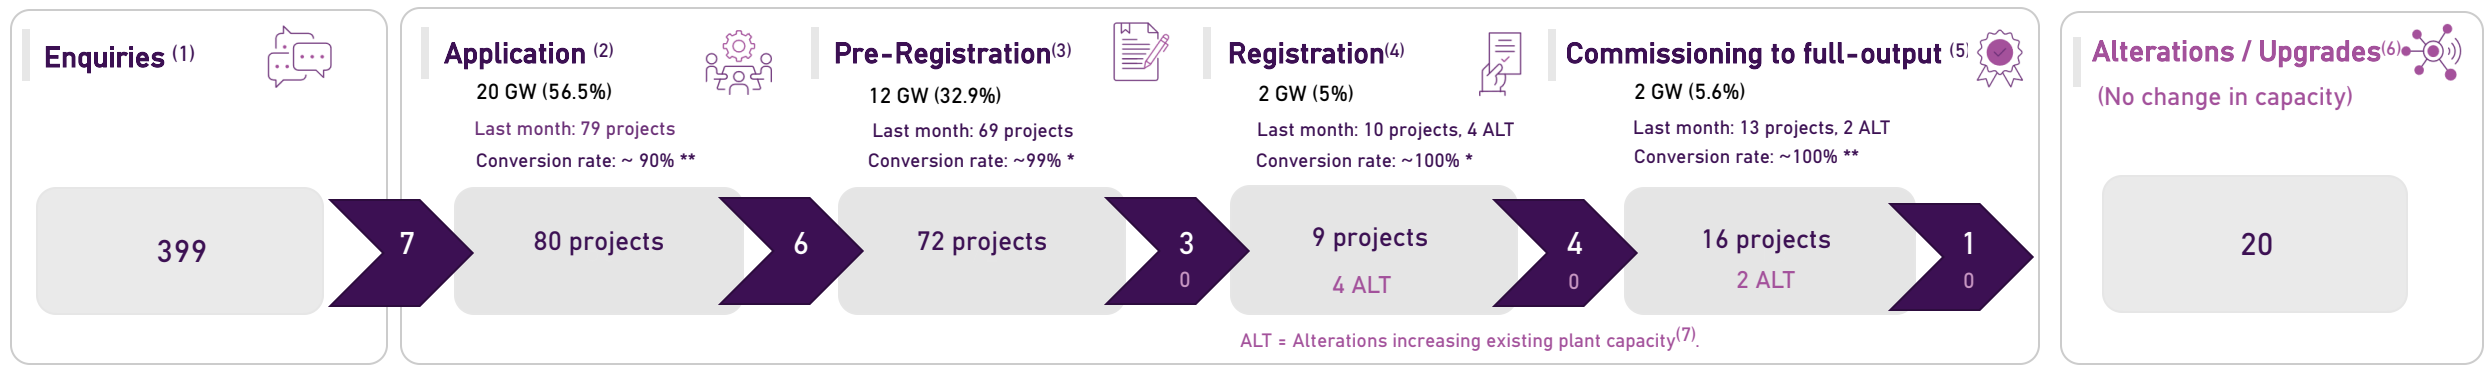 Enquiries (1)
399
7
Application (2)
20 GW (56.5%)
Last month: 79 projects
Conversion rate: ~ 90% **
80 projects
6
Pre-Registration(3)
12 GW (32.9%)
Last month: 69 projects
Conversion rate: ~99% *
72 projects
3
0
Registration(4)
2 GW (5%)
Last month: 10 projects, 4 ALT
Conversion rate: ~100% *
9 projects
4 ALT
4
0
Commissioning to full-output (5)
2 GW (5.6%)
Last month: 13 projects, 2 ALT
Conversion rate: ~100% **
16 projects
2 ALT
1
0
ALT = Alterations increasing existing plant capacity(7).
Alterations / Upgrades(6)
(No change in capacity)
20